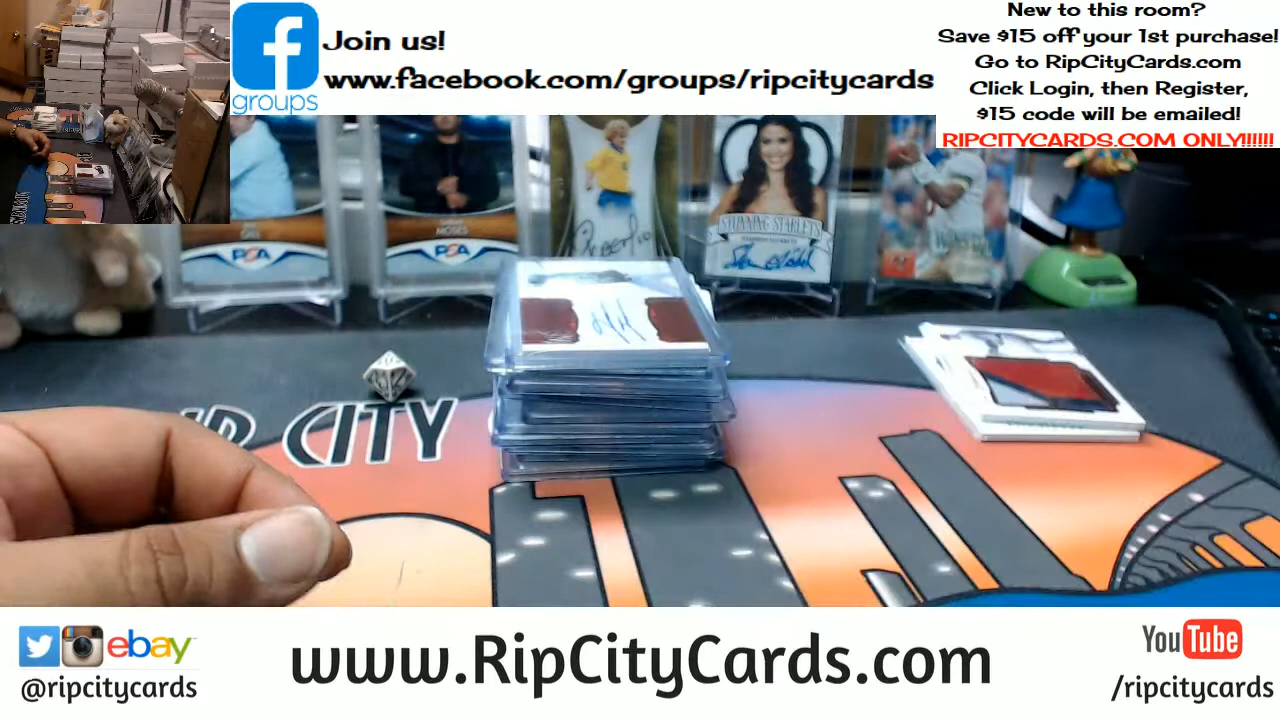 Join us!
www.facebook.com/groups/ripcitycards
groups
New to this room?
Save $15 off your 1st purchase!
Go to RipCityCards.com
Click Login, then Register,
$15 code will be emailed!
RIPCITYCARDS.COM ONLY!!!!!!
MOSES
PSA
PSA
STUNNING STARLETS
CITY
ebay
@ripcitycards
www.RipCityCards.com
YouTube
/ripcitycards